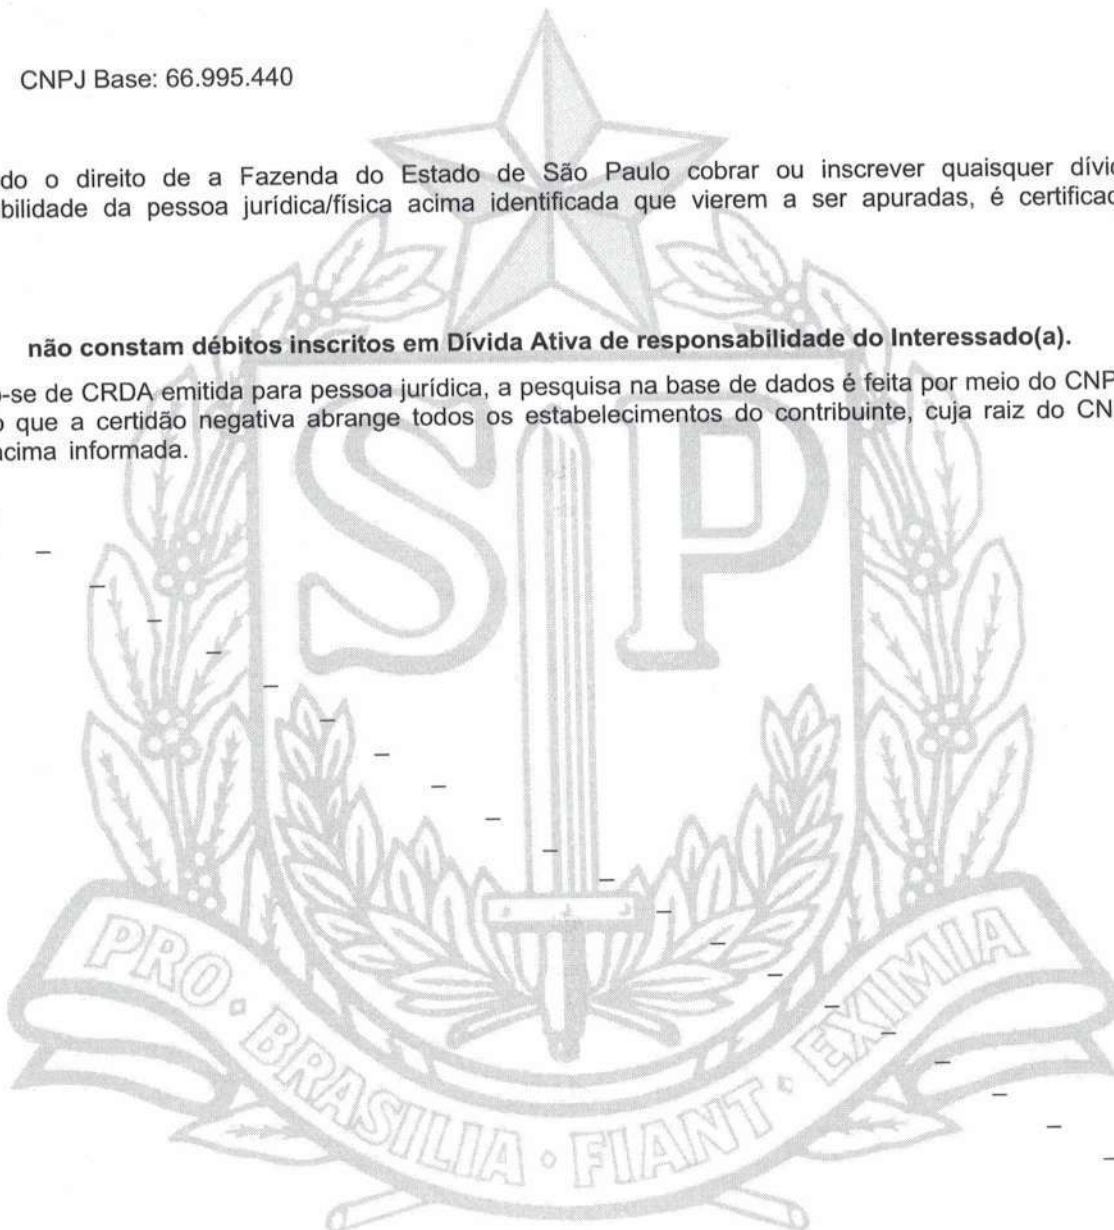 CNPJ Base: 66.995.440
do o direito de a Fazenda do Estado de São Paulo cobrar ou inscrever quaisquer
bilidade da pessoa jurídica/física acima identificada que vierem a ser apuradas, é
não constam débitos inscritos em Dívida Ativa de responsabilidade do Interessado(a).
-se de CRDA emitida para pessoa jurídica, a pesquisa na base de dados é feita por meio do
que a certidão negativa abrange todos os estabelecimentos do contribuinte, cuja raiz do
acima informada.
SP
PRO · BRASILIA · FIANT · EXIMIA